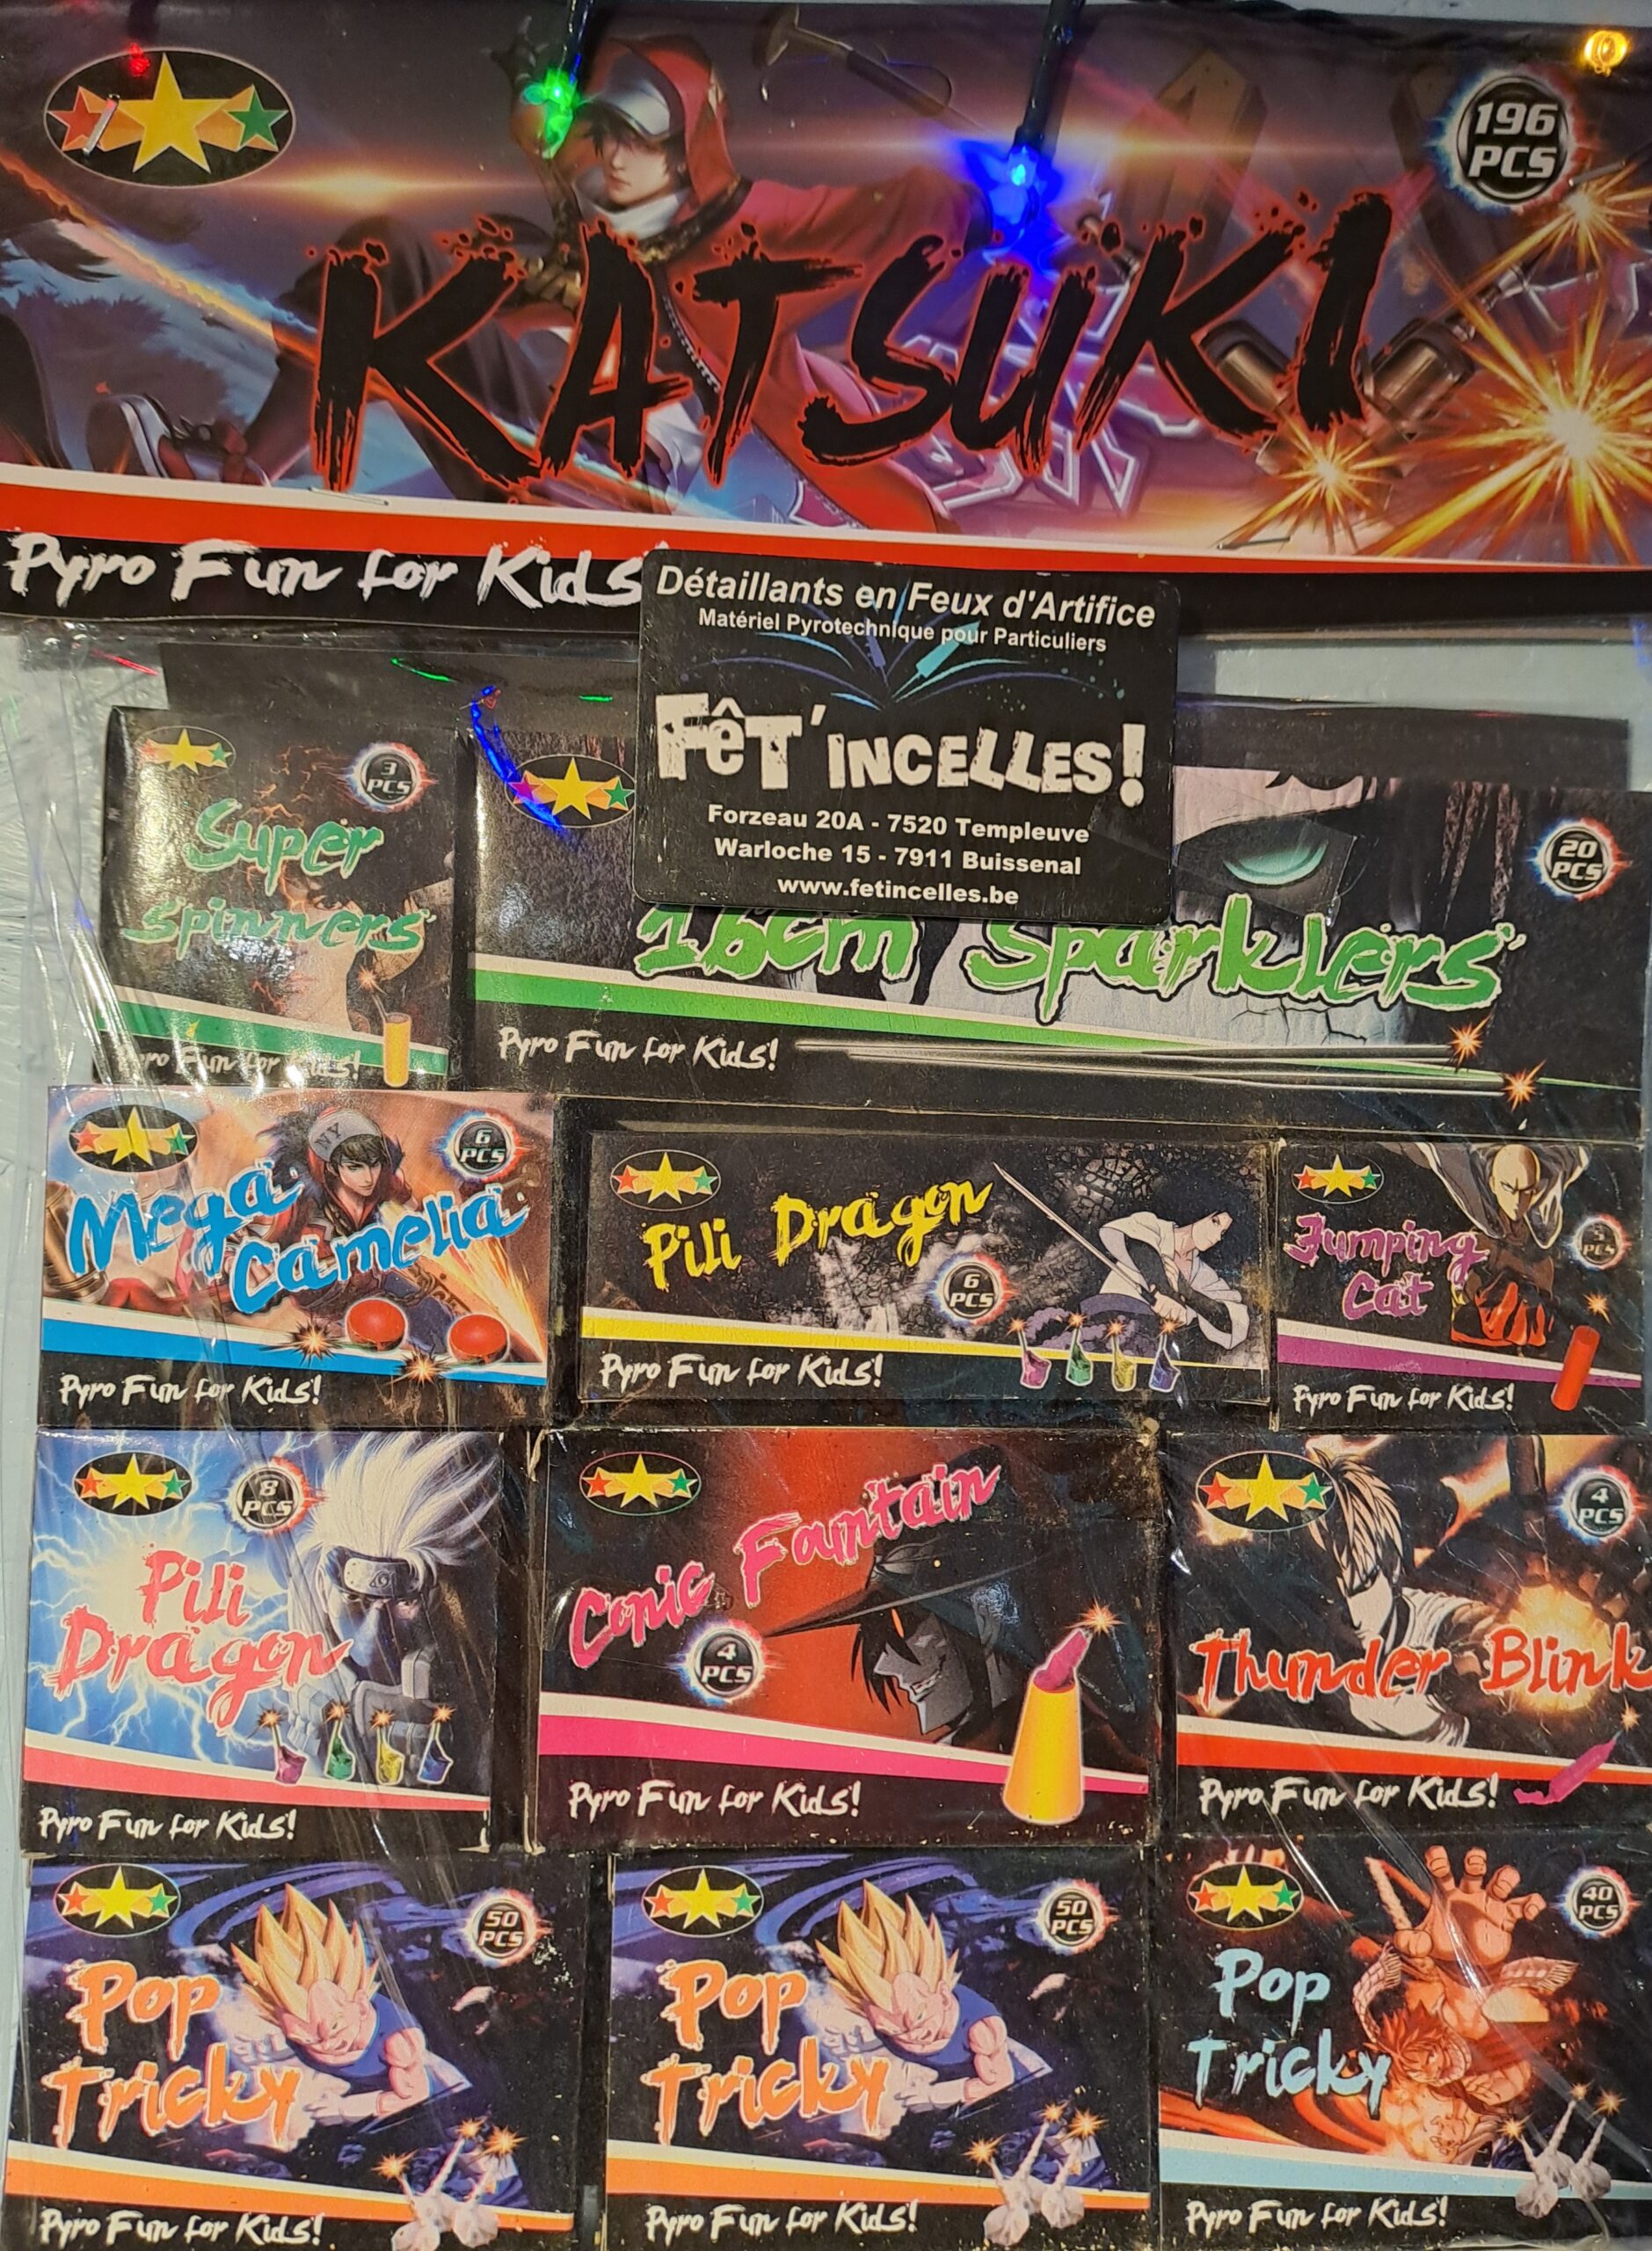 196
PCS
KATSUKI
Pyro Fun for Kids
Détaillants en Feux d'Artifice
Matériel Pyrotechnique pour Particuliers
FÊT'INCELLES!
Forzeau 20A - 7520 Templeuve
Warloche 15 - 7911 Buissenal
www.fetincelles.be
3
PCS
Super
Spinners
Pyro Fun for Kids!
20
PCS
16cm Sparklers
Pyro Fun for Kids!
6
PCS
NY
Mega
Camelia
Pyro Fun for Kids!
Pili Dragon
6
PCS
Pyro Fun for Kids!
Jumping
Cat
PCS
Pyro Fun for Kids!
8
PCS
Pili
Dragon
Pyro Fun for Kids!
Conic Fountain
4
PCS
Pyro Fun for Kids!
4
PCS
Thunder Blink
Pyro Fun for Kids!
50
PCS
Pop
Tricky
Pyro Fun for Kids!
50
PCS
Pop
Tricky
Pyro Fun for Kids!
40
PCS
Pop
Tricky
Pyro Fun for Kids!